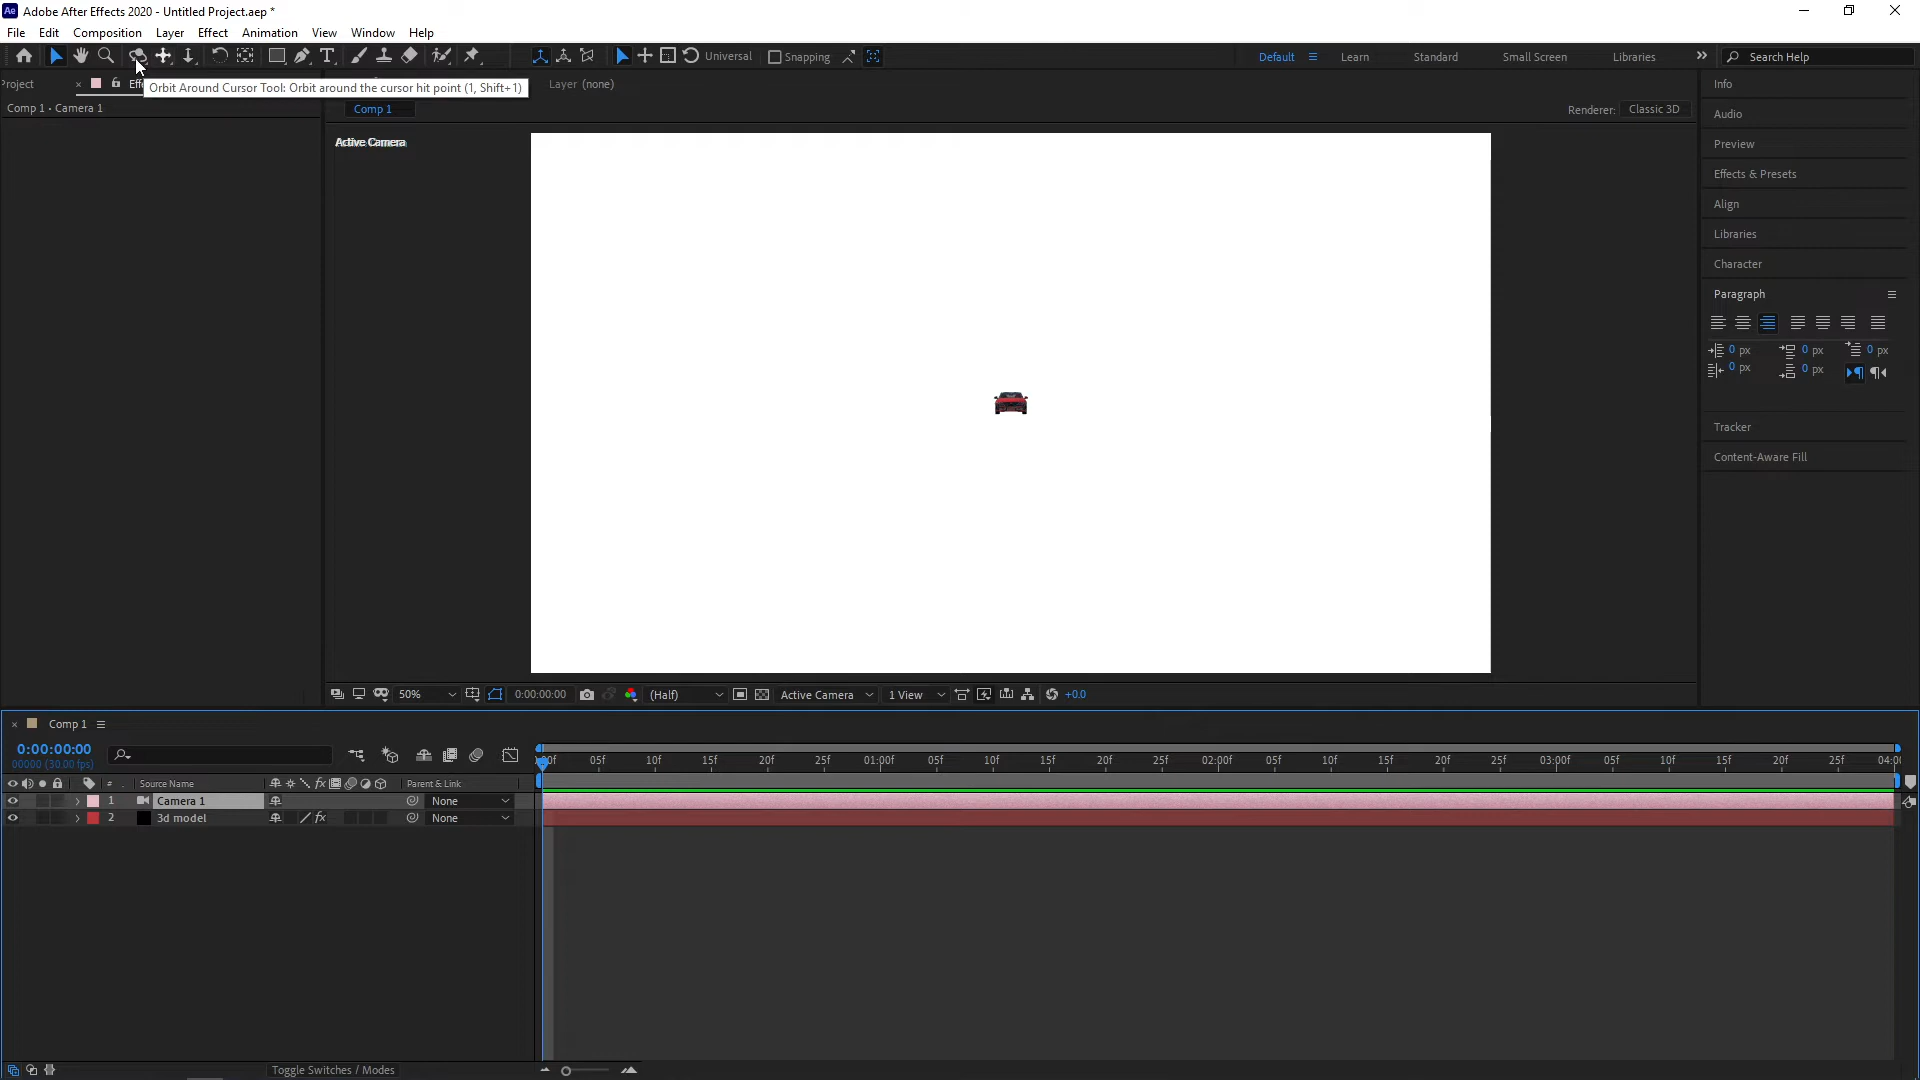 Adobe After Effects 2020 - Untitled Project.aep *
File Edit Composition Layer Effect Animation View Window Help
Universal Snapping Default Learn Standard Small Screen Libraries Search Help
Project Layer (none) Info
Orbit Around Cursor Tool: Orbit around the cursor hit point (1, Shift+1)
Comp 1 • Camera 1 Comp 1 Renderer: Classic 3D
Audio
Active Camera Preview
Effects & Presets
Align
Libraries
Character
Paragraph
0 px 0 px 0 px
0 px 0 px
Tracker
Content-Aware Fill
50% 0:00:00:00 (Half) Active Camera 1 View +0.0
Comp 1
0:00:00:00
00000 (30.00 fps) 05f 10f 15f 20f 25f 01:00f 05f 10f 15f 20f 25f 02:00f 05f 10f 15f 20f 25f 03:00f 05f 10f 15f 20f 25f
# Source Name Parent & Link
1 Camera 1 None
2 3d model None
Toggle Switches / Modes